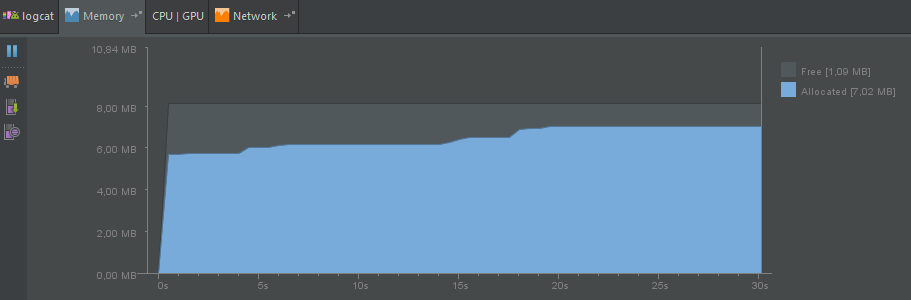 logcat Memory CPU | GPU Network
10,84 MB
Free [1,09 MB]
Allocated [7,02 MB]
8,00 MB
6,00 MB
4,00 MB
2,00 MB
0,00 MB
0s 5s 10s 15s 20s 25s 30s